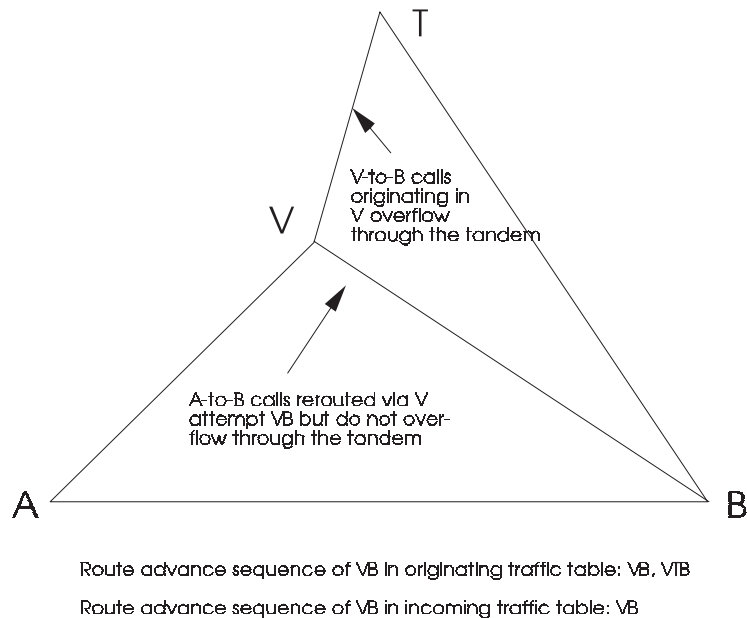 T
V-to-B calls
originating in
V overflow
through the tandem
V
A-to-B calls rerouted via V
attempt VB but do not over-
flow through the tandem
A
B
Route advance sequence of VB in originating traffic table: VB, VTB
Route advance sequence of VB in incoming traffic table: VB